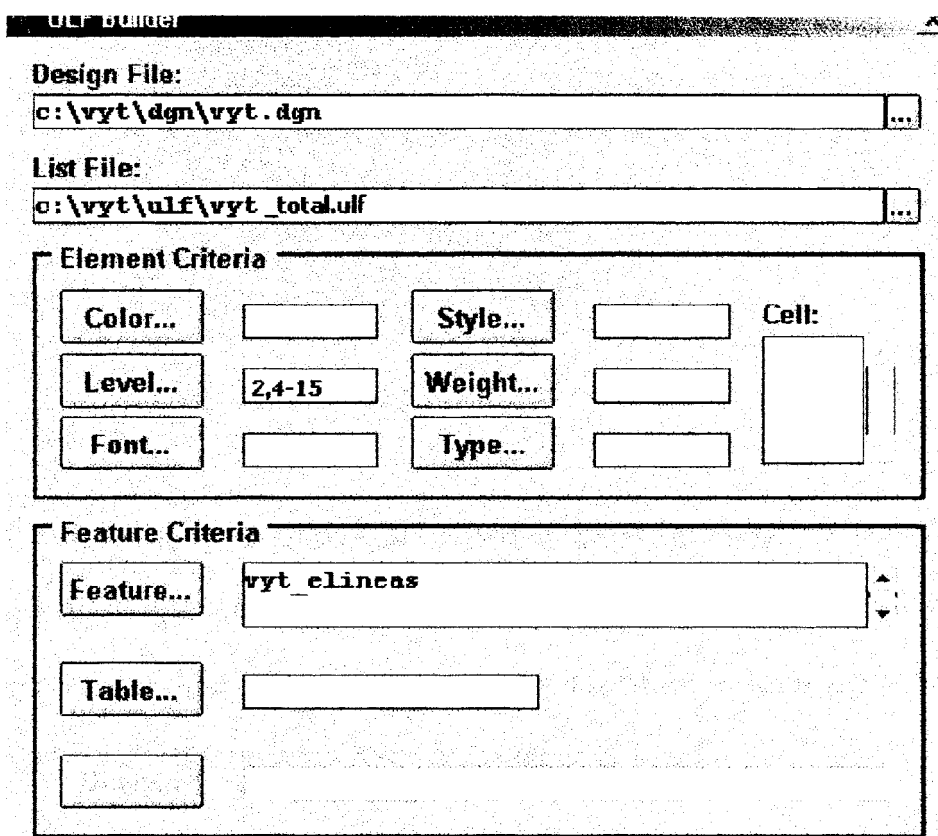 ULF Builder
Design File:
c:\vyt\dgn\vyt.dgn
...
List File:
c:\vyt\ulf\vyt_total.ulf
...
Element Criteria
Color... Style... Cell:
Level... 2,4-15 Weight...
Font... Type...
Feature Criteria
Feature... vyt_elineas
Table...